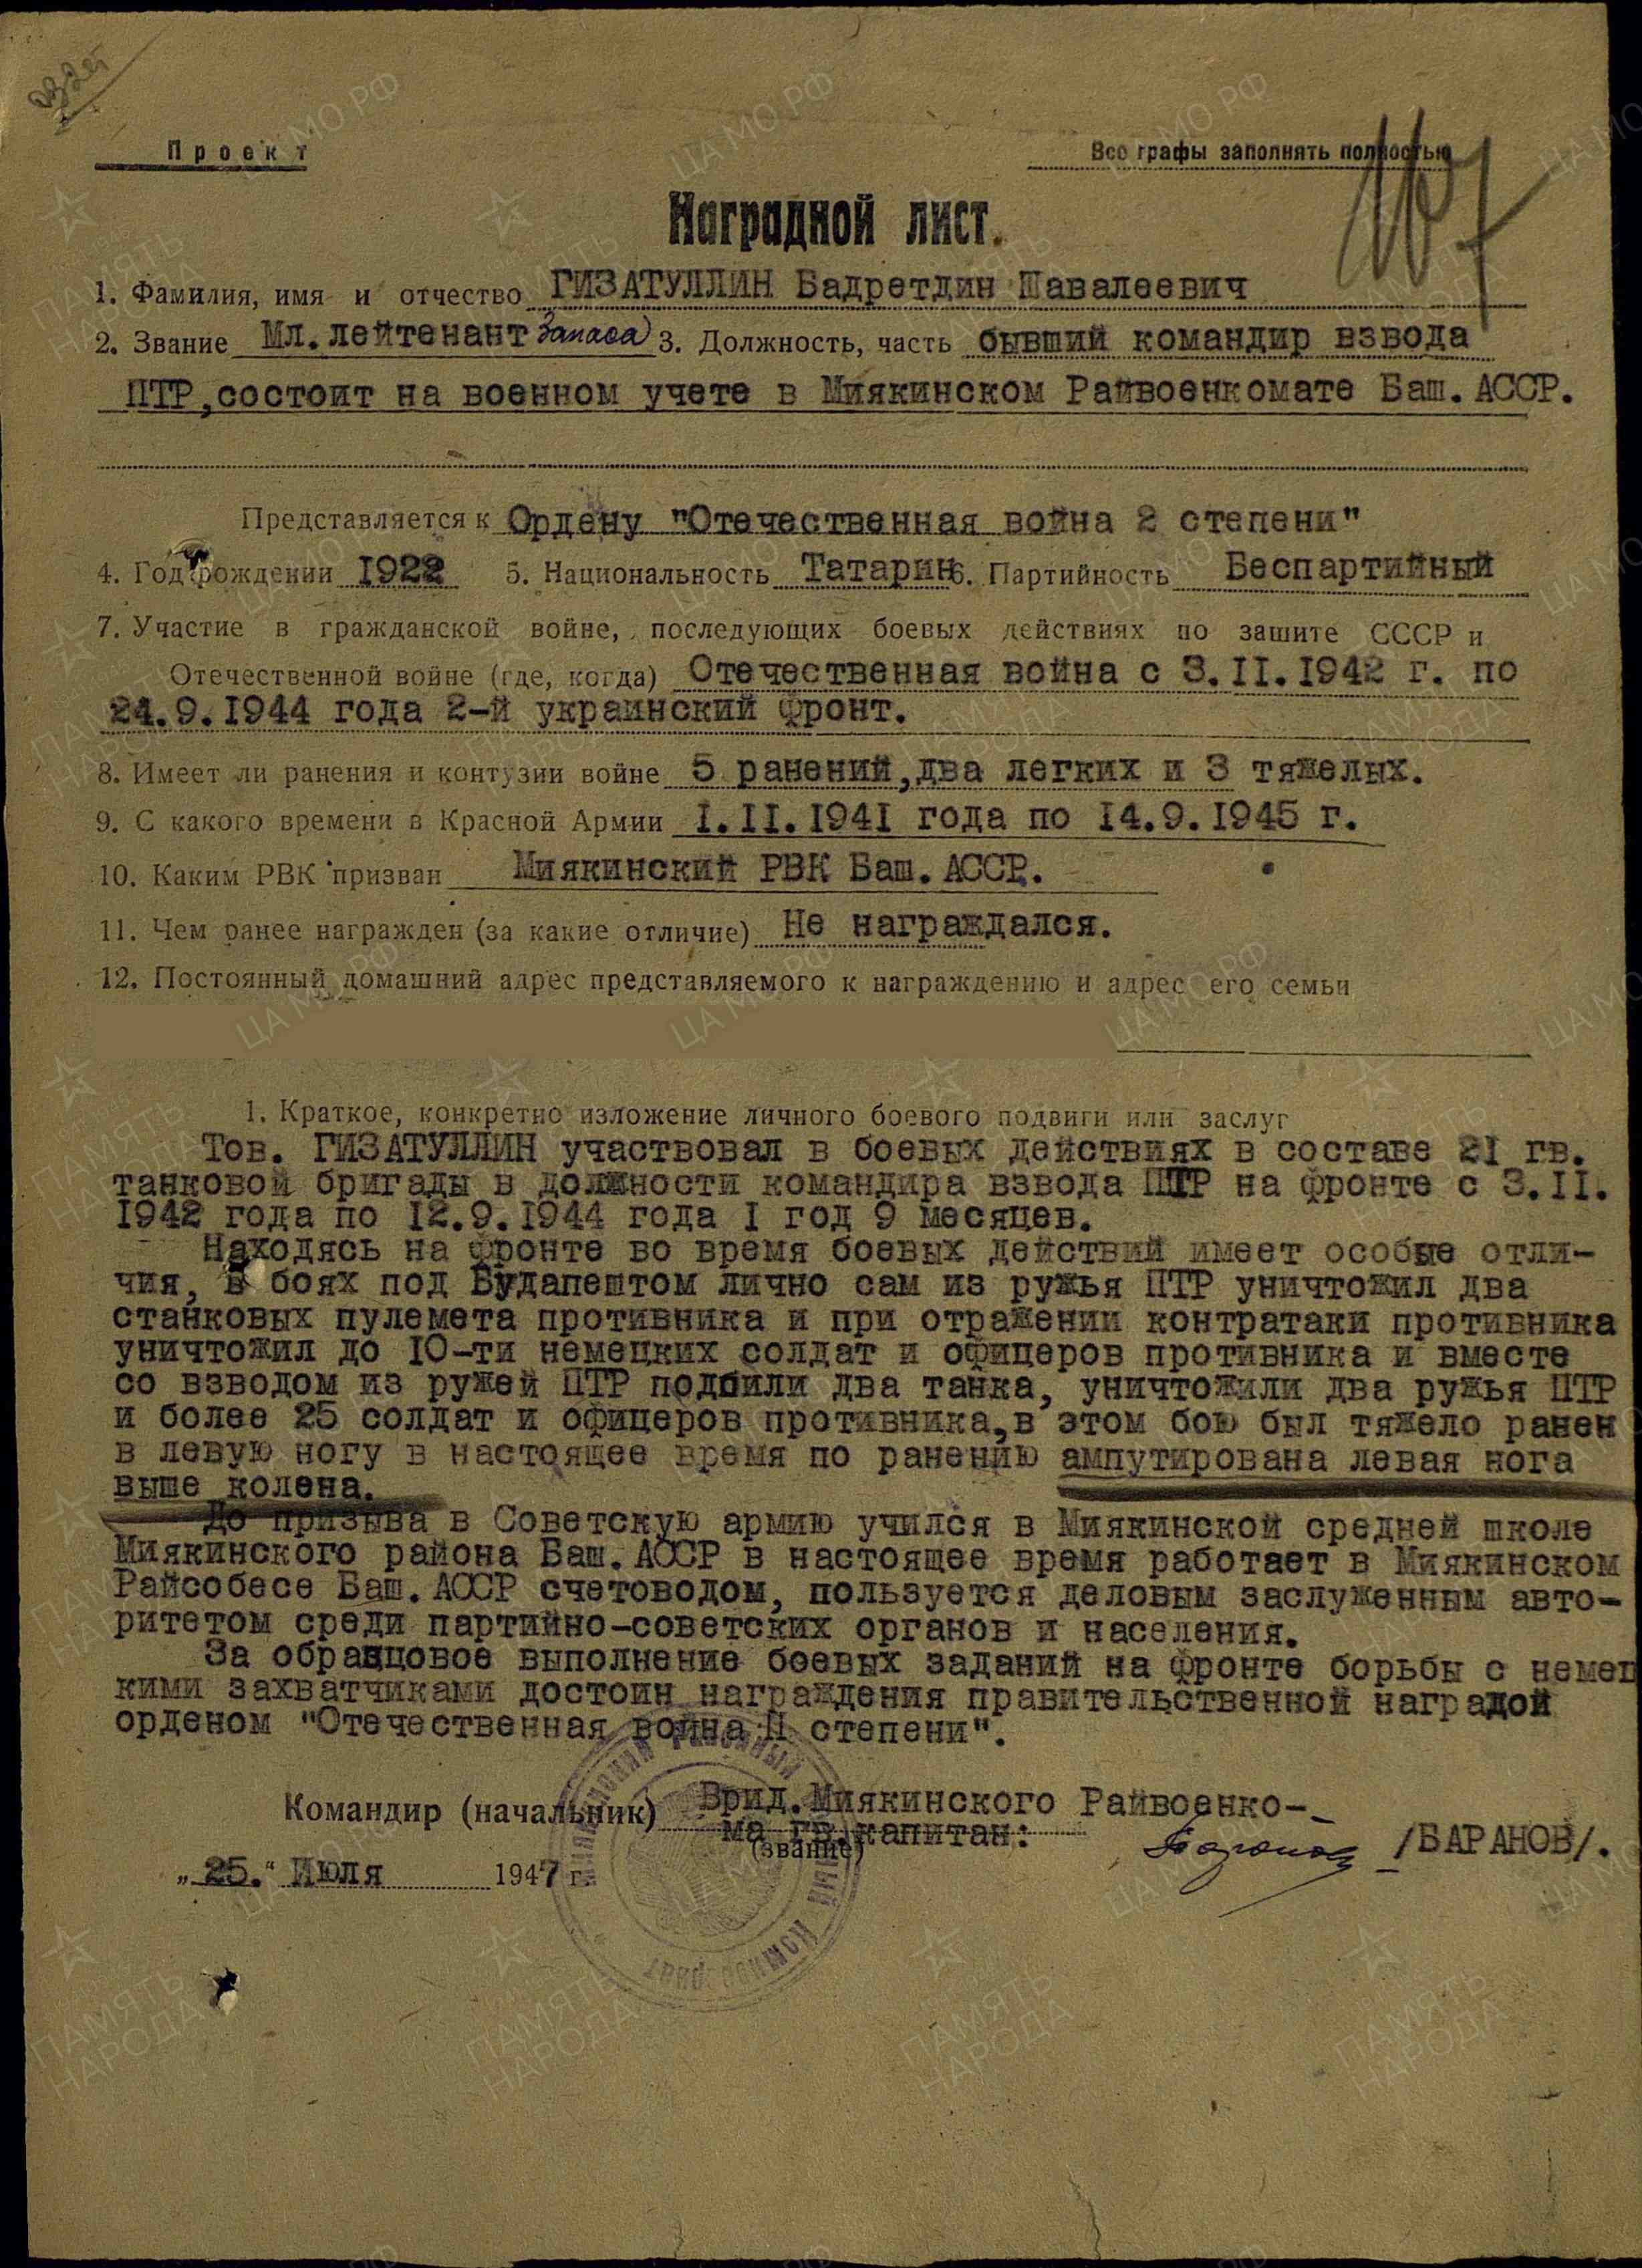 Проект
Все графы заполнять полностью
Наградной лист.
1. Фамилия, имя и отчество ГИЗАТУЛЛИН Бадретдин Шавалеевич
2. Звание Мл. лейтенант запаса 3. Должность, часть бывший командир взвода
ПТР, состоит на военном учете в Миякинском Райвоенкомате Баш. АССР.
Представляется к Ордену "Отечественная война 2 степени"
4. Год рождении 1922 5. Национальность Татарин 6. Партийность Беспартийный
7. Участие в гражданской войне, последующих боевых действиях по зашите СССР и
Отечественной войне (где, когда) Отечественная война с 3.II.1942 г. по
24.9.1944 года 2-й украинский фронт.
8. Имеет ли ранения и контузии войне 5 ранений, два легких и 3 тяжелых.
9. С какого времени в Красной Армии 1.II.1941 года по 14.9.1945 г.
10. Каким РВК призван Миякинский РВК Баш. АССР.
11. Чем ранее награжден (за какие отличие) Не награждался.
12. Постоянный домашний адрес представляемого к награждению и адрес его семьи
1. Краткое, конкретно изложение личного боевого подвиги или заслуг
Тов. ГИЗАТУЛЛИН участвовал в боевых действиях в составе 21 гв.
танковой бригады в должности командира взвода ПТР на фронте с 3.II.
1942 года по 12.9.1944 года I год 9 месяцев.
Находясь на фронте во время боевых действий имеет особые отли-
чия, в боях под Будапештом лично сам из ружья ПТР уничтожил два
станковых пулемета противника и при отражении контратаки противника
уничтожил до 10-ти немецких солдат и офицеров противника и вместе
со взводом из ружей ПТР подбили два танка, уничтожили два ружья ПТР
и более 25 солдат и офицеров противника, в этом бою был тяжело ранен
в левую ногу в настоящее время по ранению ампутирована левая нога
выше колена.
До призыва в Советскую армию учился в Миякинской средней школе
Миякинского района Баш. АССР в настоящее время работает в Миякинском
Райсобесе Баш. АССР счетоводом, пользуется деловым заслуженным авто-
ритетом среди партийно-советских органов и населения.
За образцовое выполнение боевых заданий на фронте борьбы с немец
кими захватчиками достоин награждения правительственной наградой
орденом "Отечественная война II степени".
Командир (начальник) Врид. Миякинского Райвоенко-
ма гв. капитан:
(звание)
/БАРАНОВ/.
„25." Июля 1947 г.
ПАМЯТЬ НАРОДА
ЦА МО РФ